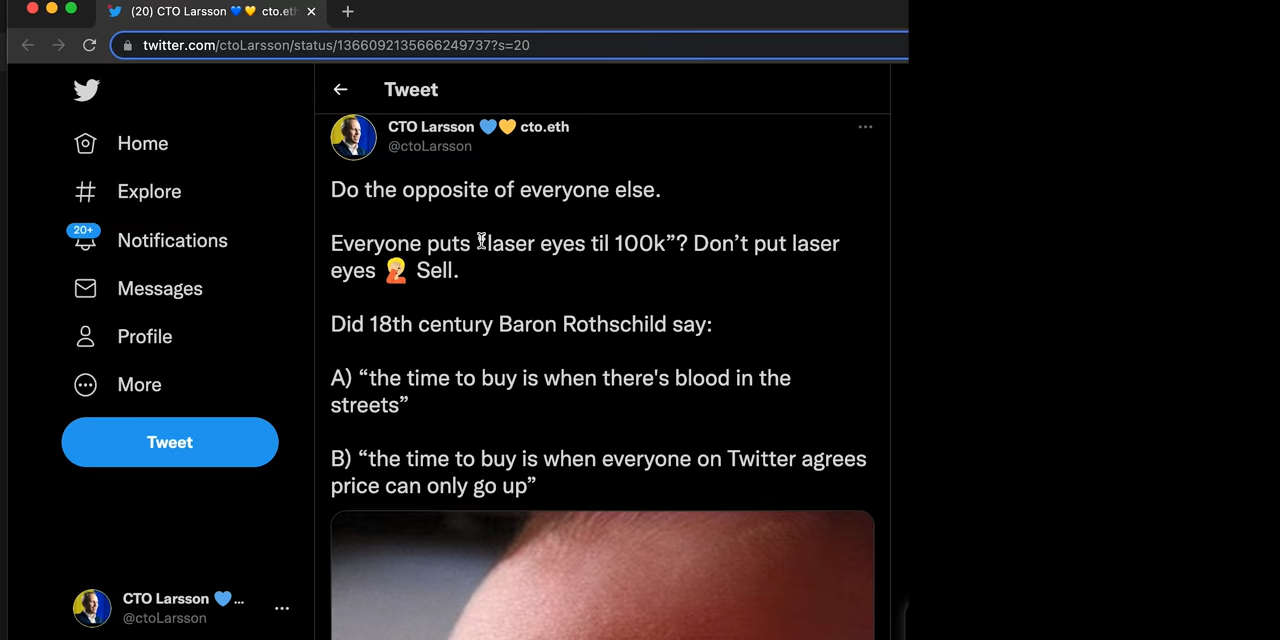 (20) CTO Larsson 💙 💛 cto.eth
twitter.com/ctoLarsson/status/1366092135666249737?s=20
Tweet
CTO Larsson 💙💛 cto.eth
@ctoLarsson
Home
Explore
20+
Notifications
Messages
Profile
More
Tweet
Do the opposite of everyone else.
Everyone puts “laser eyes til 100k”? Don’t put laser
eyes 🤦🏼 Sell.
Did 18th century Baron Rothschild say:
A) “the time to buy is when there's blood in the
streets”
B) “the time to buy is when everyone on Twitter agrees
price can only go up”
CTO Larsson 💙 ...
@ctoLarsson